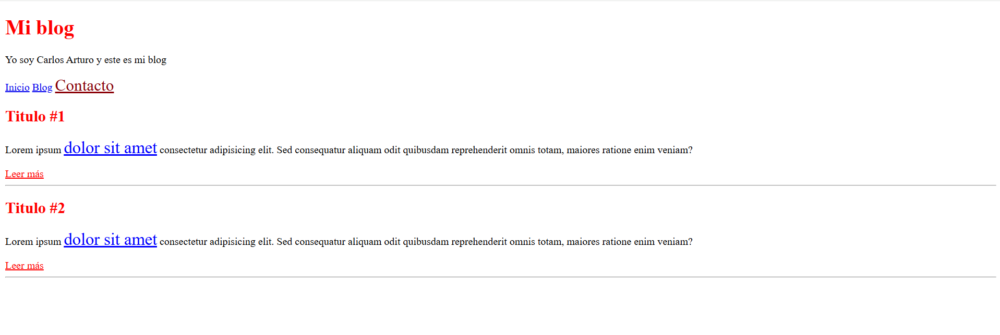 Mi blog
Yo soy Carlos Arturo y este es mi blog
Inicio Blog Contacto
Titulo #1
Lorem ipsum dolor sit amet consectetur adipisicing elit. Sed consequatur aliquam odit quibusdam reprehenderit omnis totam, maiores ratione enim veniam?
Leer más
Titulo #2
Lorem ipsum dolor sit amet consectetur adipisicing elit. Sed consequatur aliquam odit quibusdam reprehenderit omnis totam, maiores ratione enim veniam?
Leer más